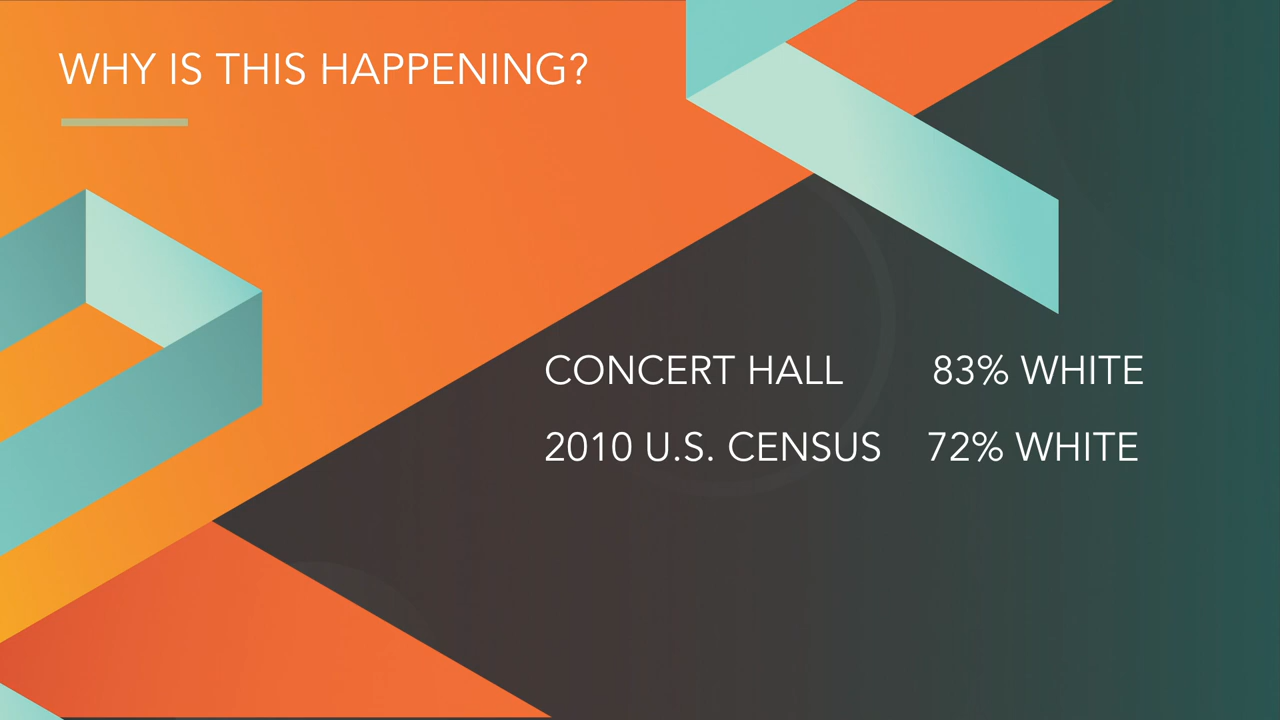 WHY IS THIS HAPPENING?
CONCERT HALL 83% WHITE
2010 U.S. CENSUS 72% WHITE